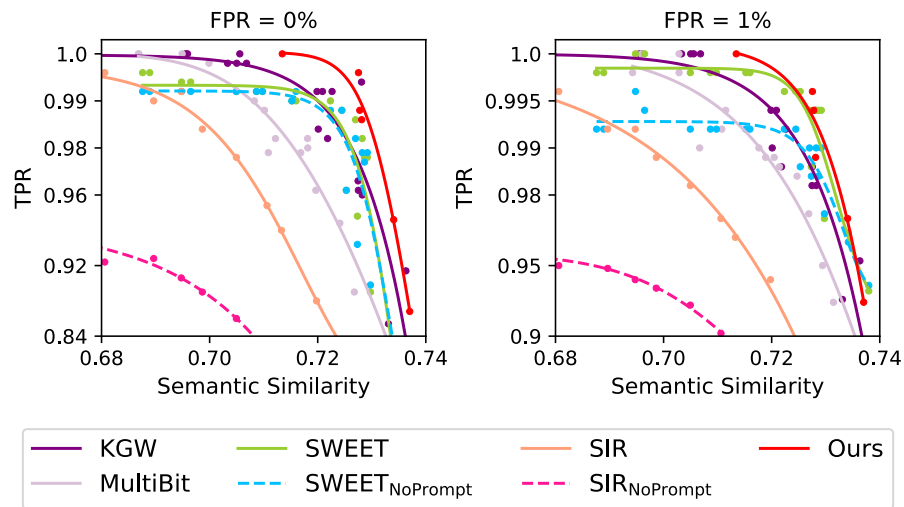 FPR = 0%
FPR = 1%
TPR
1.0
0.99
0.98
0.96
0.92
0.84
0.68
0.70
0.72
0.74
Semantic Similarity
TPR
1.0
0.995
0.99
0.98
0.95
0.9
0.68
0.70
0.72
0.74
Semantic Similarity
KGW
SWEET
SIR
Ours
MultiBit
SWEET_NoPrompt
SIR_NoPrompt